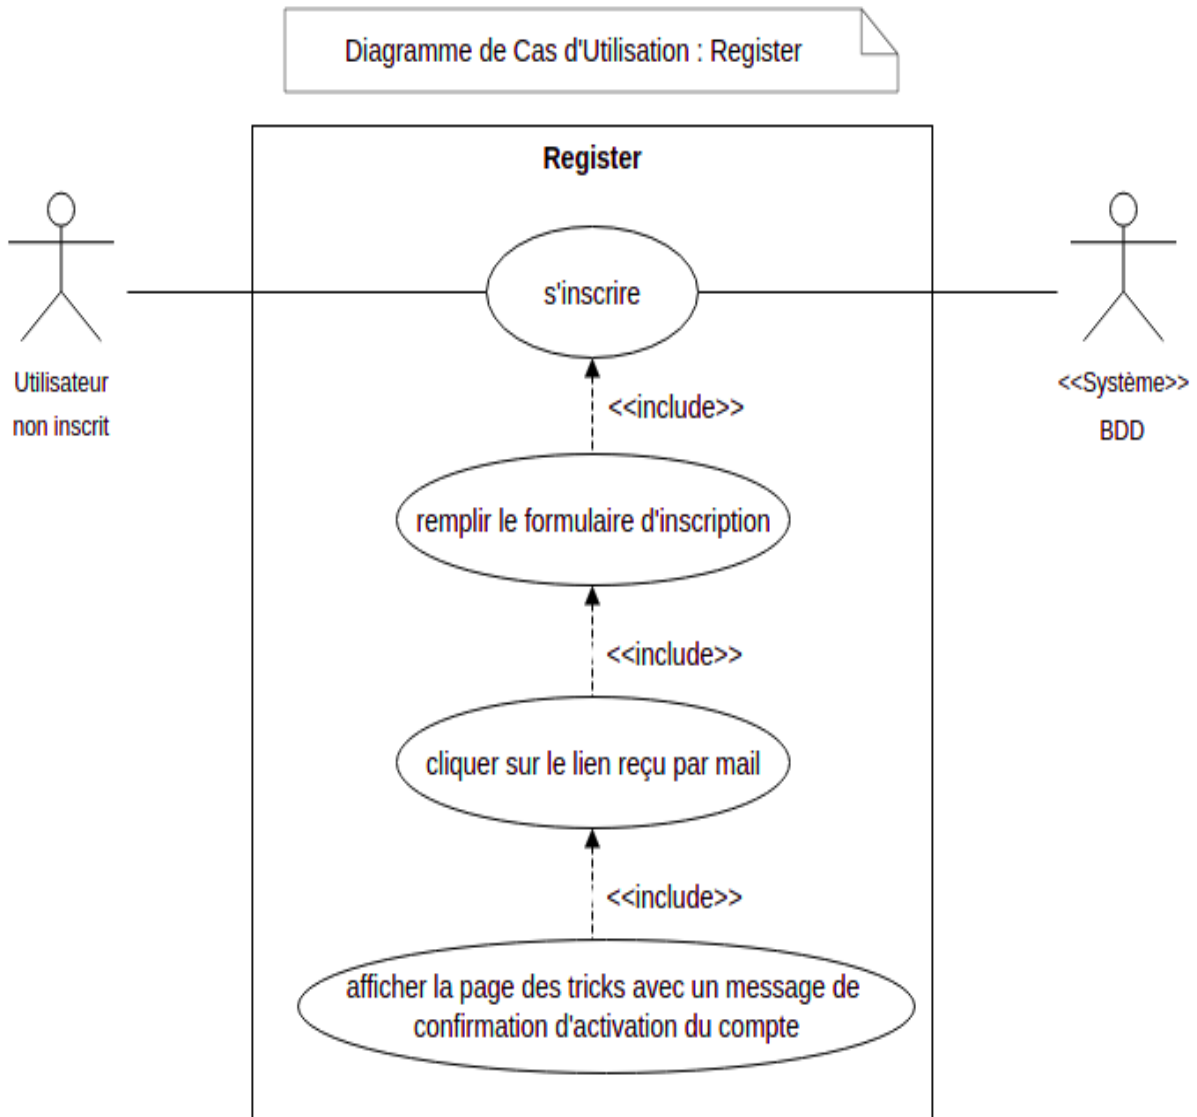 Diagramme de Cas d'Utilisation : Register
Register
s'inscrire
Utilisateur
non inscrit
<<Système>>
BDD
<<include>>
remplir le formulaire d'inscription
<<include>>
cliquer sur le lien reçu par mail
<<include>>
afficher la page des tricks avec un message de
confirmation d'activation du compte